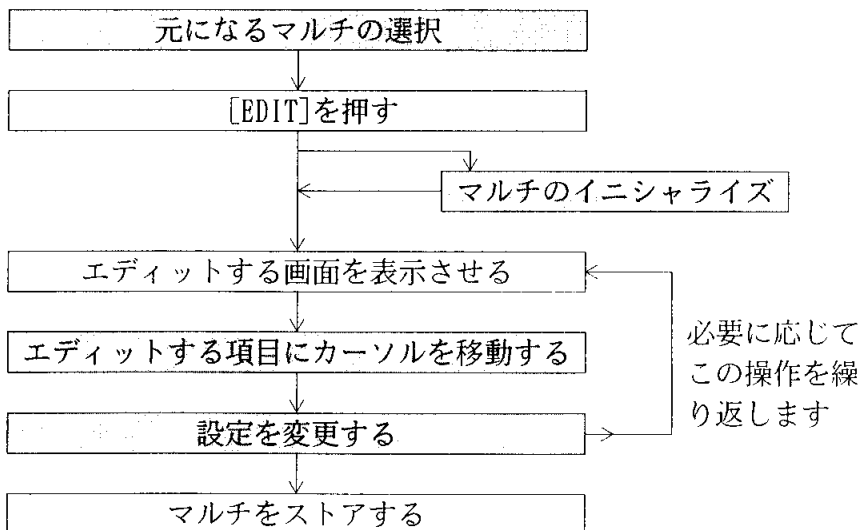 元になるマルチの選択
[EDIT]を押す
マルチのイニシャライズ
エディットする画面を表示させる
エディットする項目にカーソルを移動する
設定を変更する
必要に応じて
この操作を繰
り返します
マルチをストアする